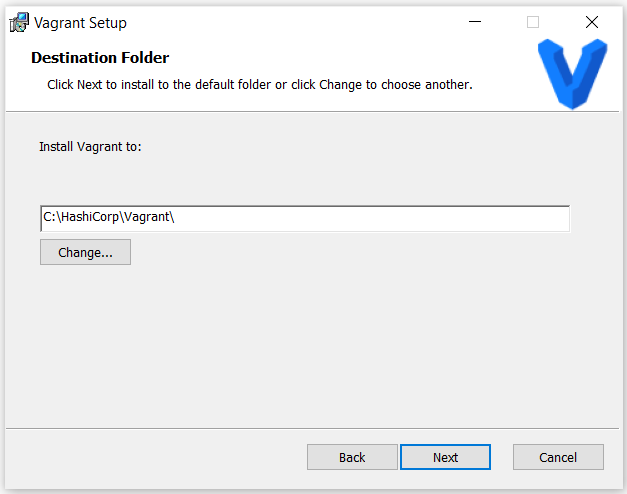 Vagrant Setup
Destination Folder
Click Next to install to the default folder or click Change to choose another.
Install Vagrant to:
C:\HashiCorp\Vagrant\
Change...
Back Next Cancel